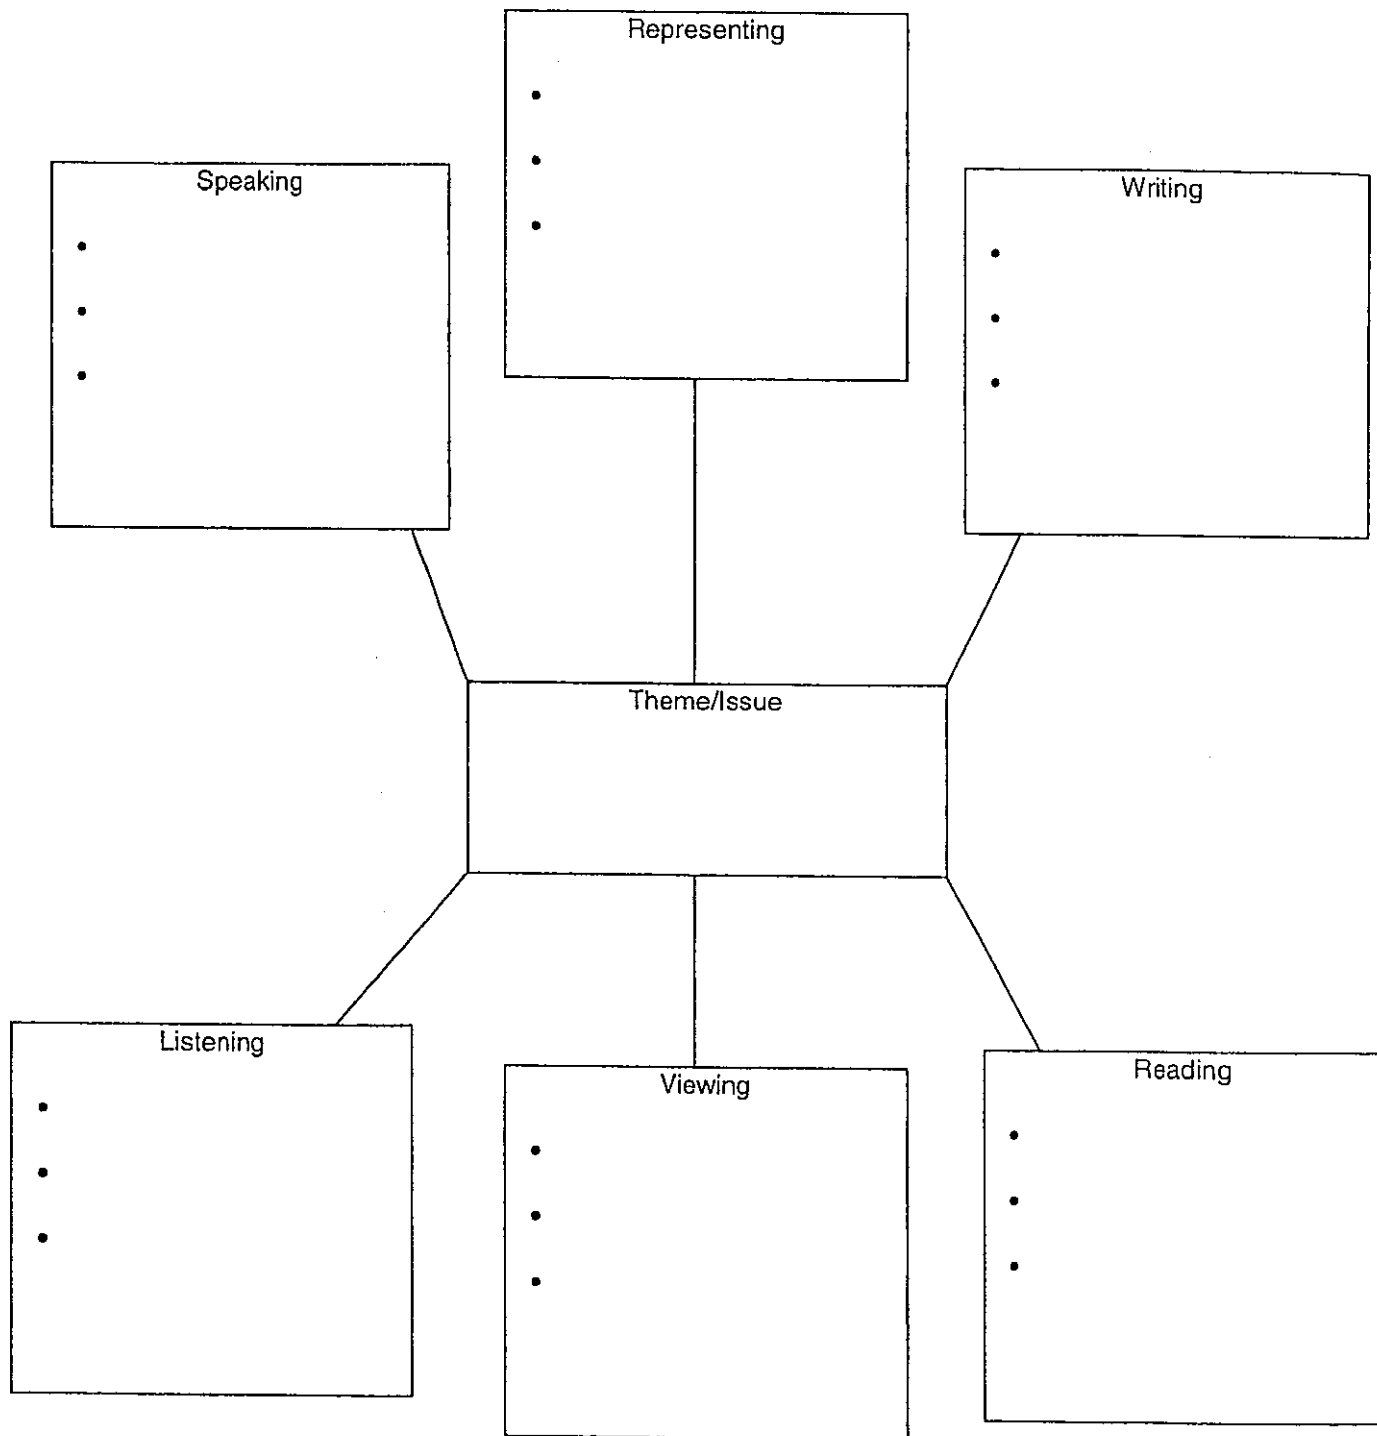 Representing
•
•
•
Speaking
•
•
•
Writing
•
•
•
Theme/Issue
Listening
•
•
•
Viewing
•
•
•
Reading
•
•
•